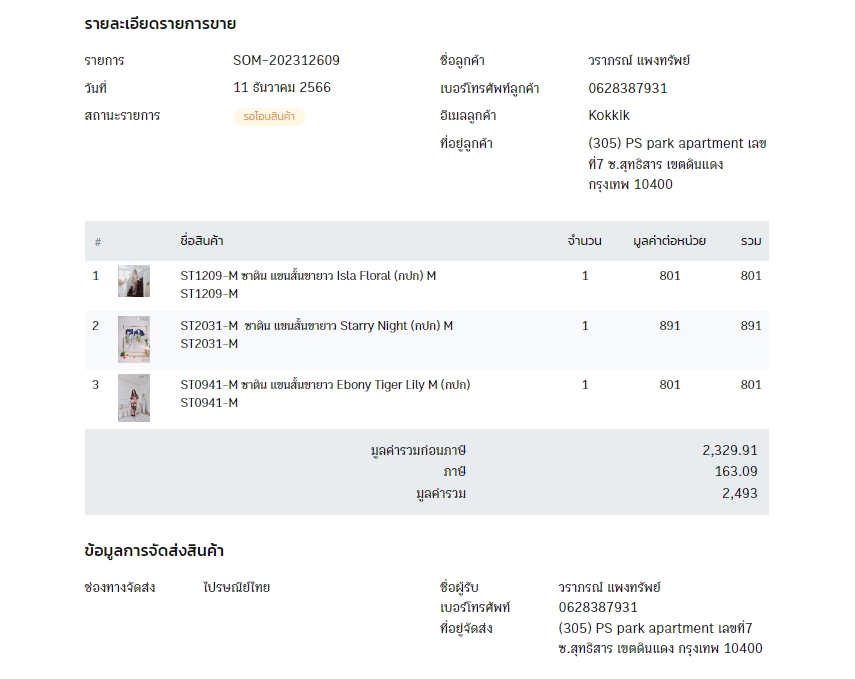 รายละเอียดรายการขาย
รายการ SOM-202312609
วันที่ 11 ธันวาคม 2566
สถานะรายการ รอโอนสินค้า
ชื่อลูกค้า วราภรณ์ แพงทรัพย์
เบอร์โทรศัพท์ลูกค้า 0628387931
อีเมลลูกค้า Kokkik
ที่อยู่ลูกค้า (305) PS park apartment เลข
ที่7 ซ.สุทธิสาร เขตดินแดง
กรุงเทพ 10400
# ชื่อสินค้า จำนวน มูลค่าต่อหน่วย รวม
1 ST1209-M ซาติน แขนสั้นขายาว Isla Floral (กปก) M 1 801 801
ST1209-M
2 ST2031-M ซาติน แขนสั้นขายาว Starry Night (กปก) M 1 891 891
ST2031-M
3 ST0941-M ซาติน แขนสั้นขายาว Ebony Tiger Lily M (กปก) 1 801 801
ST0941-M
มูลค่ารวมก่อนภาษี 2,329.91
ภาษี 163.09
มูลค่ารวม 2,493
ข้อมูลการจัดส่งสินค้า
ช่องทางจัดส่ง ไปรษณีย์ไทย
ชื่อผู้รับ วราภรณ์ แพงทรัพย์
เบอร์โทรศัพท์ 0628387931
ที่อยู่จัดส่ง (305) PS park apartment เลขที่7
ซ.สุทธิสาร เขตดินแดง กรุงเทพ 10400